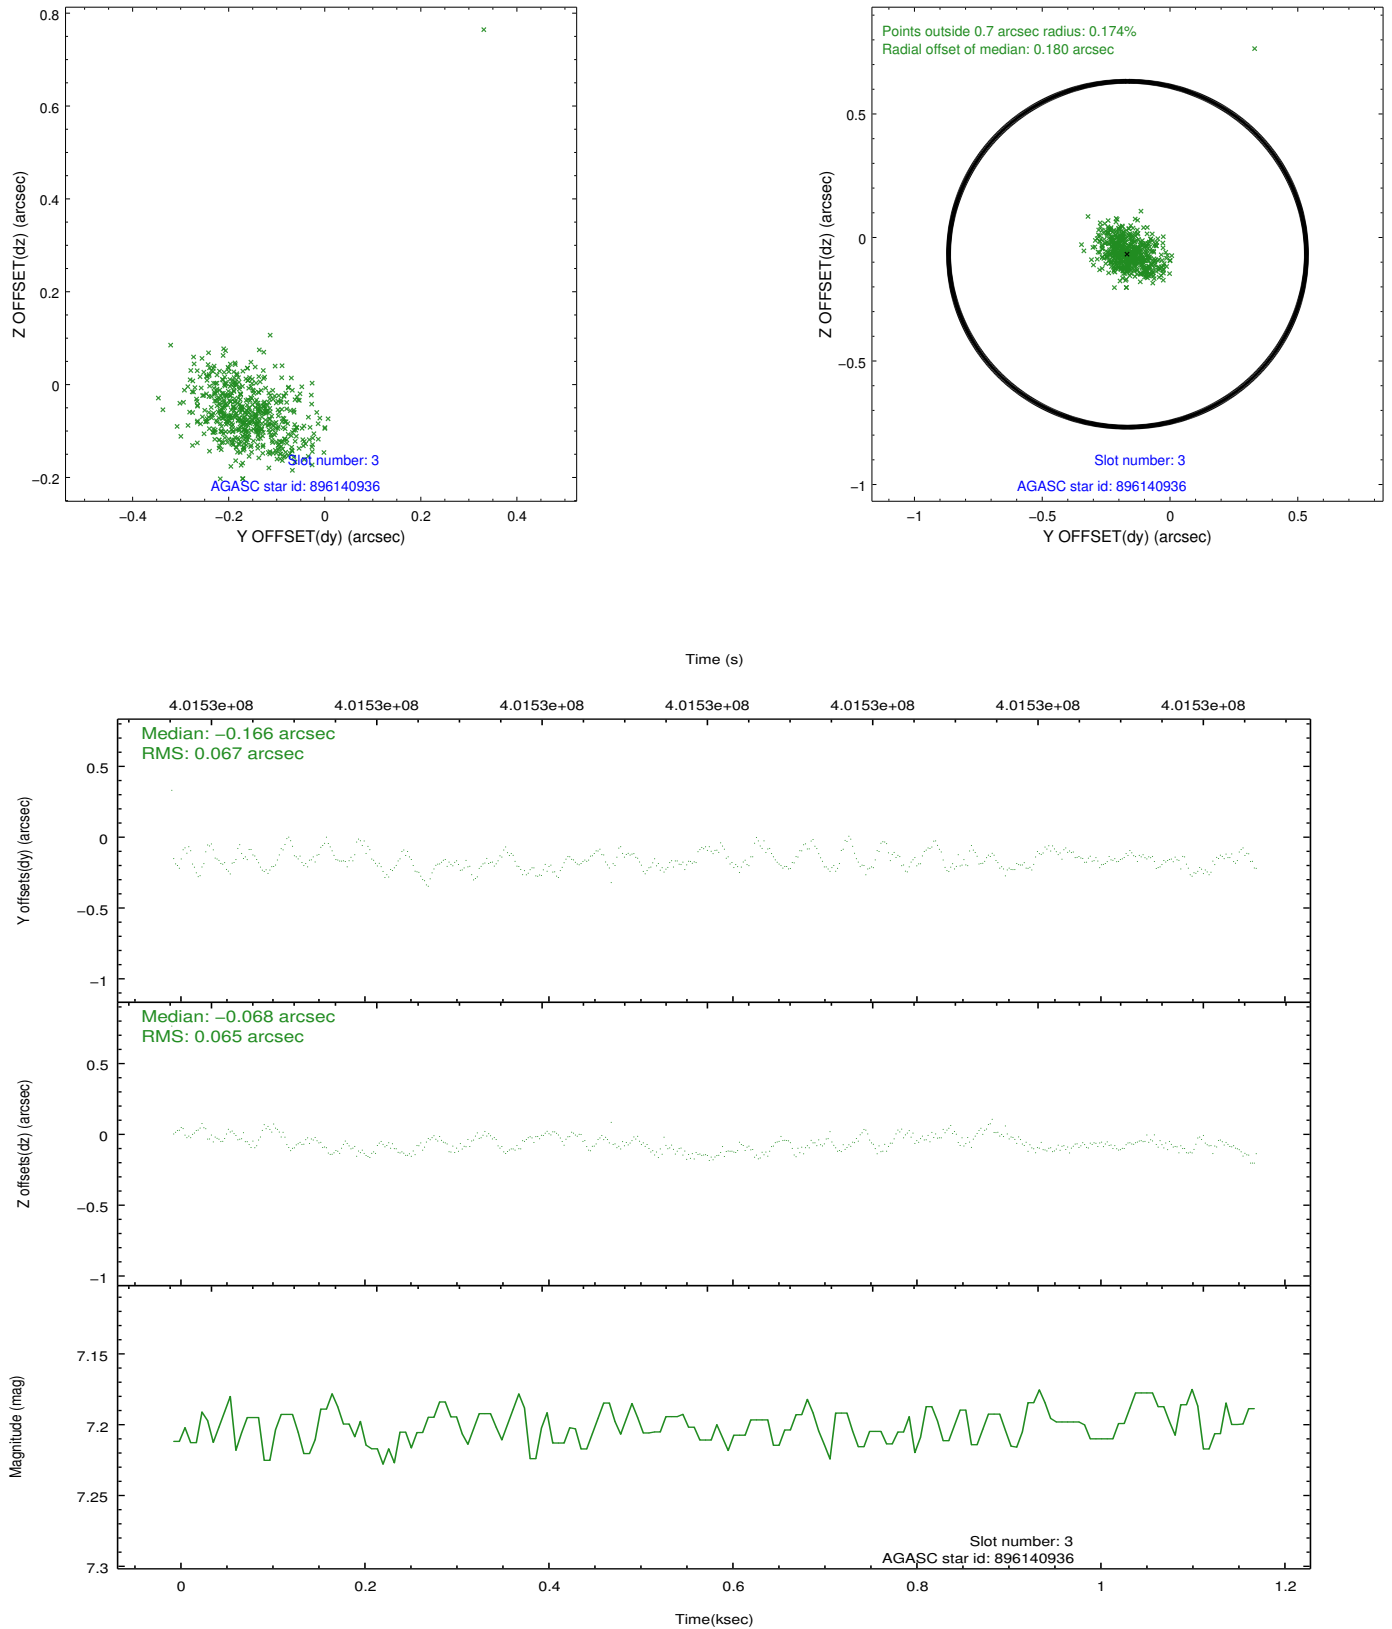 0.8
0.6
0.4
0.2
0
−0.2
Z OFFSET(dz) (arcsec)
Slot number: 3
AGASC star id: 896140936
−0.4
−0.2
0
0.2
0.4
Y OFFSET(dy) (arcsec)
Points outside 0.7 arcsec radius: 0.174%
Radial offset of median: 0.180 arcsec
0.5
0
−0.5
−1
Z OFFSET(dz) (arcsec)
Slot number: 3
AGASC star id: 896140936
−1
−0.5
0
0.5
Y OFFSET(dy) (arcsec)
Time (s)
4.0153e+08
4.0153e+08
4.0153e+08
4.0153e+08
4.0153e+08
4.0153e+08
4.0153e+08
Median: −0.166 arcsec
RMS: 0.067 arcsec
0.5
0
−0.5
−1
Y offsets(dy) (arcsec)
Median: −0.068 arcsec
RMS: 0.065 arcsec
0.5
0
−0.5
−1
Z offsets(dz) (arcsec)
7.15
7.2
7.25
7.3
Magnitude (mag)
Slot number: 3
AGASC star id: 896140936
0
0.2
0.4
0.6
0.8
1
1.2
Time(ksec)